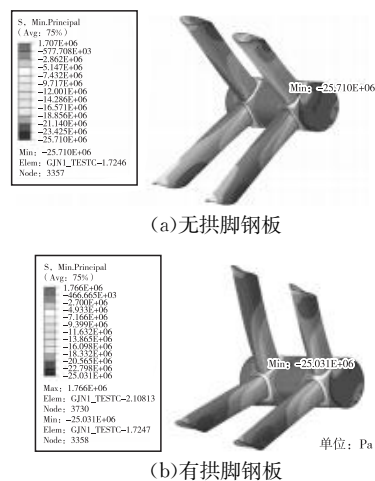 S, Min.Principal
(Avg: 75%)
1.707E+06
−577.708E+03
−2.862E+06
−5.147E+06
−7.432E+06
−9.717E+06
−12.001E+06
−14.286E+06
−16.571E+06
−18.856E+06
−21.140E+06
−23.425E+06
−25.710E+06
Min: −25.710E+06
Elem: GJN1_TESTC-1.7246
Node: 3357
Min: −25.710E+06
(a)无拱脚钢板
S, Min.Principal
(Avg: 75%)
1.766E+06
−466.665E+03
−2.700E+06
−4.933E+06
−7.166E+06
−9.399E+06
−11.632E+06
−13.865E+06
−16.098E+06
−18.332E+06
−20.565E+06
−22.798E+06
−25.031E+06
Max: 1.766E+06
Elem: GJN1_TESTC-2.10813
Node: 3730
Min: −25.031E+06
Elem: GJN1_TESTC-1.7247
Node: 3358
Min: −25.031E+06
单位: Pa
(b)有拱脚钢板